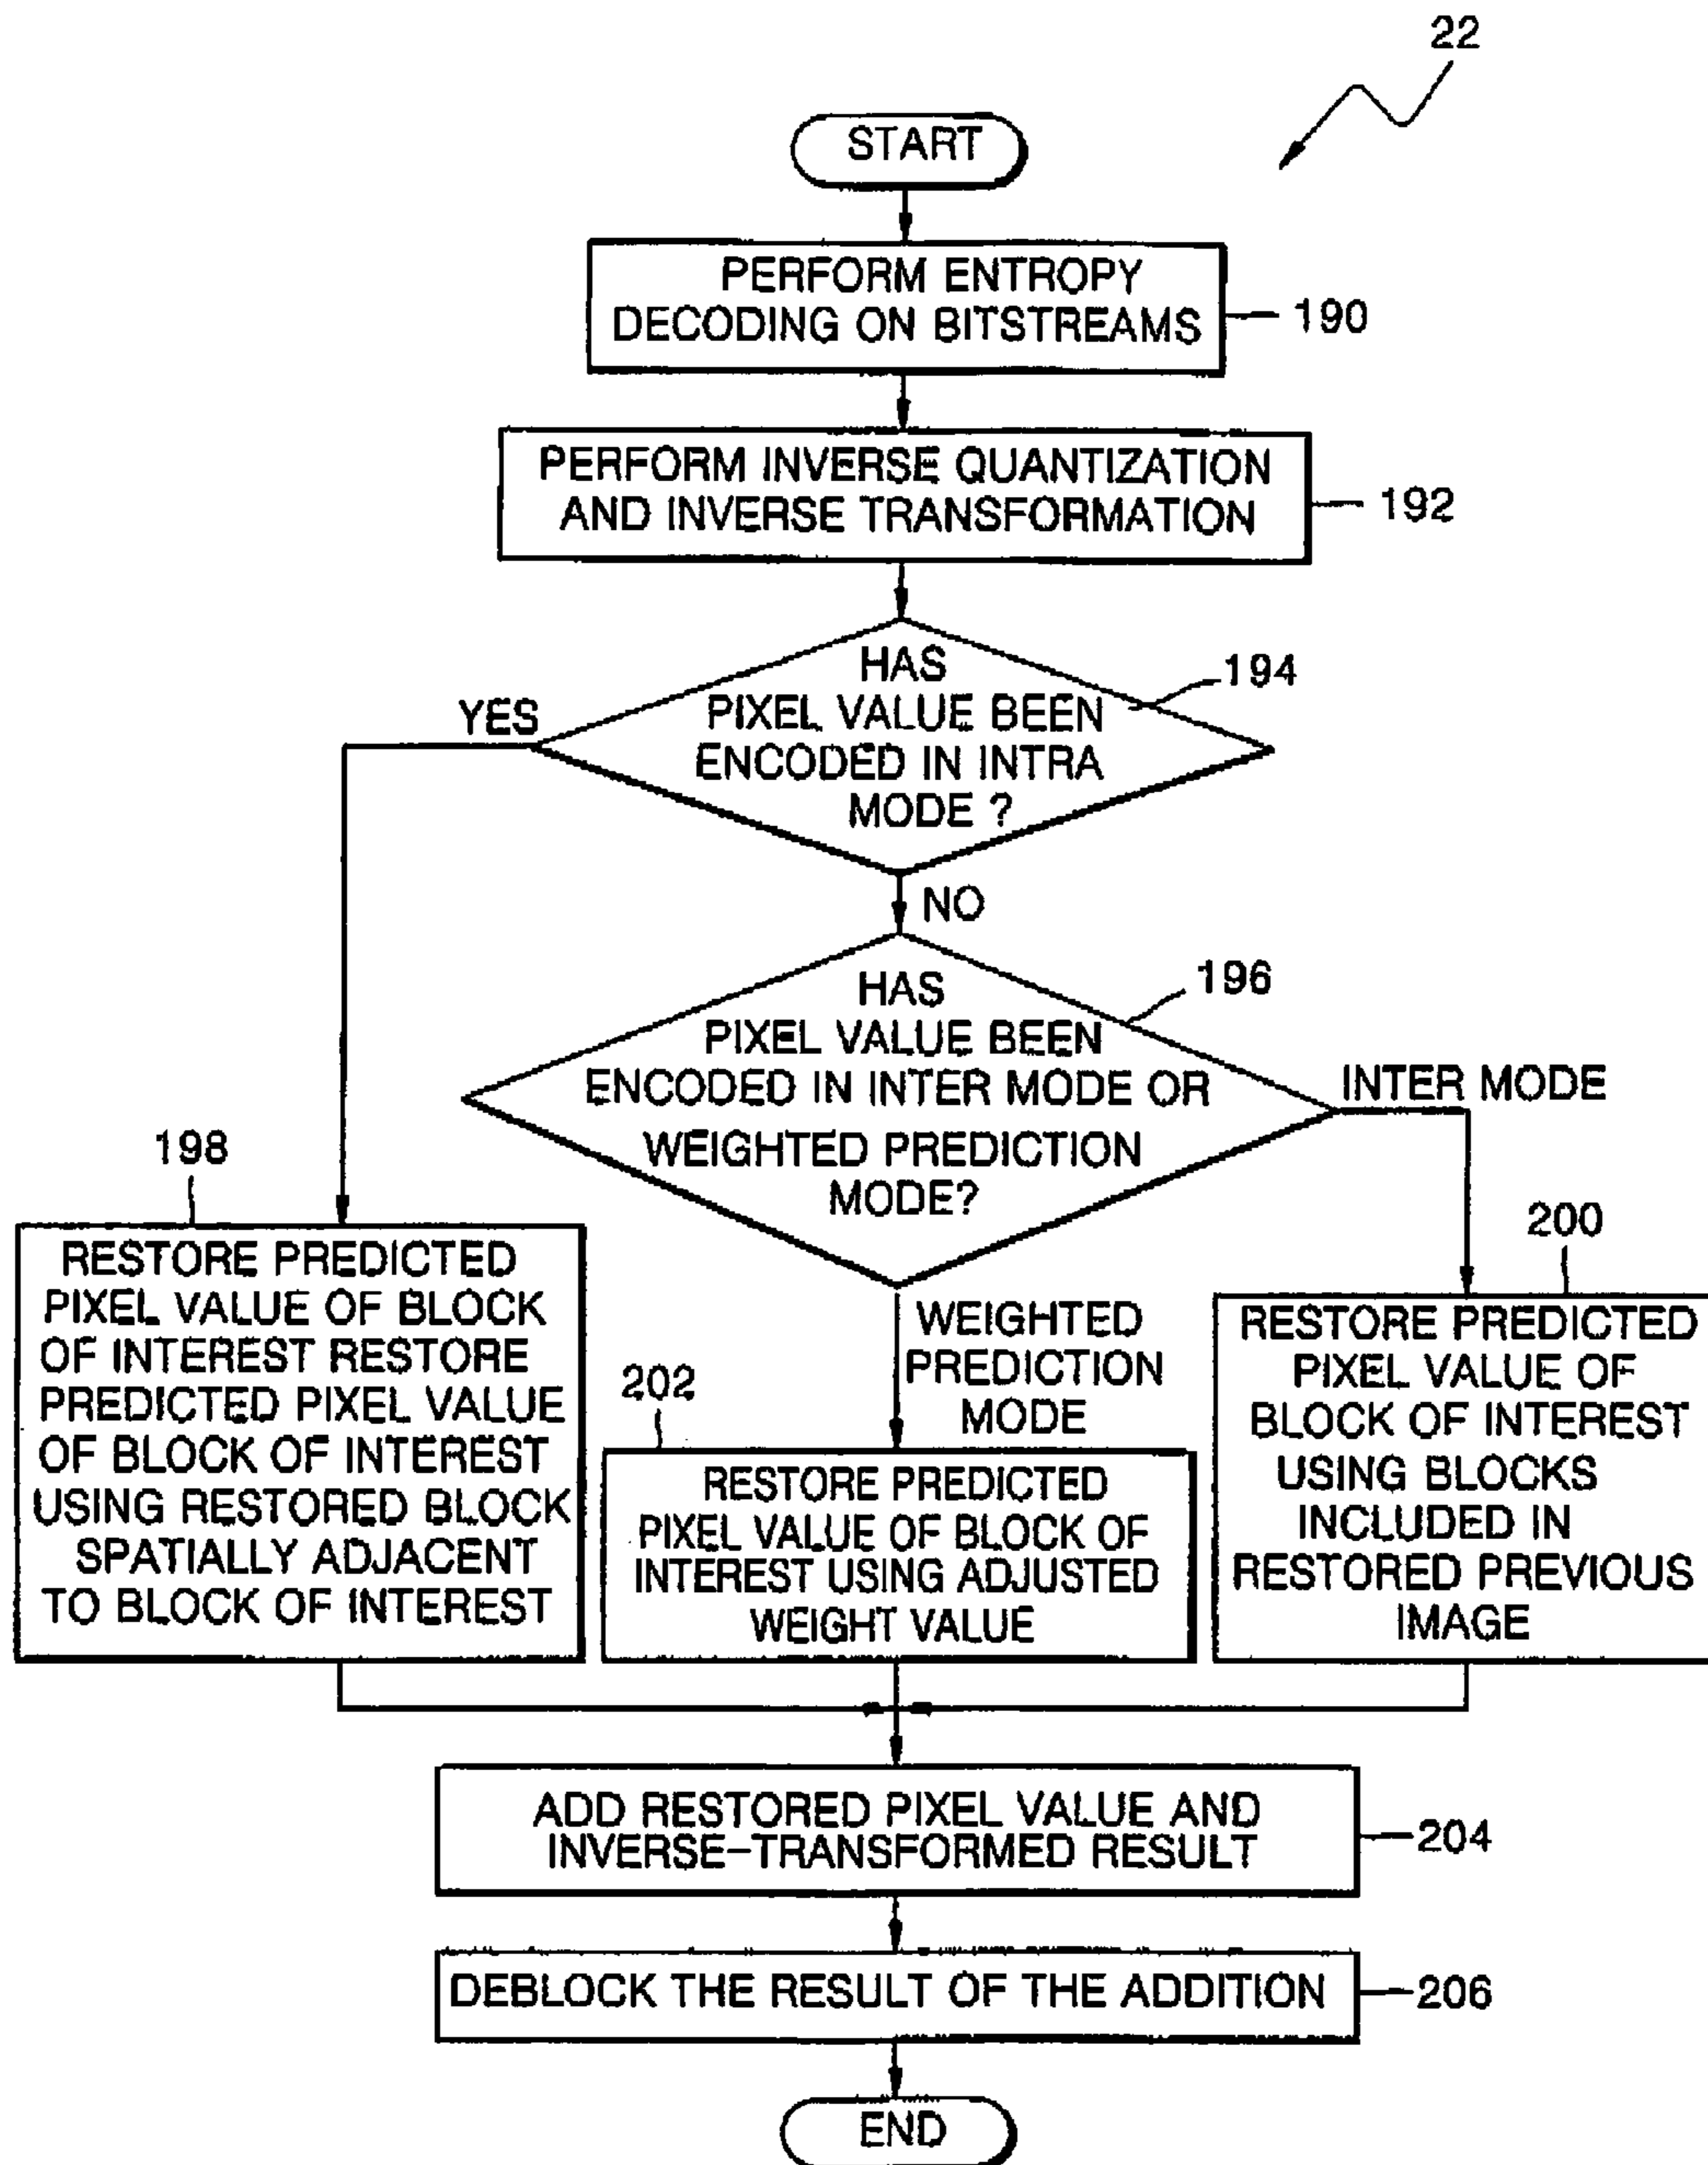 22
START
PERFORM ENTROPY
DECODING ON BITSTREAMS
190
PERFORM INVERSE QUANTIZATION
AND INVERSE TRANSFORMATION
192
HAS
PIXEL VALUE BEEN
ENCODED IN INTRA
MODE ?
194
YES
NO
HAS
PIXEL VALUE BEEN
ENCODED IN INTER MODE OR
WEIGHTED PREDICTION
MODE?
196
INTER MODE
198
RESTORE PREDICTED
PIXEL VALUE OF BLOCK
OF INTEREST RESTORE
PREDICTED PIXEL VALUE
OF BLOCK OF INTEREST
USING RESTORED BLOCK
SPATIALLY ADJACENT
TO BLOCK OF INTEREST
WEIGHTED
PREDICTION
MODE
202
RESTORE PREDICTED
PIXEL VALUE OF BLOCK OF
INTEREST USING ADJUSTED
WEIGHT VALUE
200
RESTORE PREDICTED
PIXEL VALUE OF
BLOCK OF INTEREST
USING BLOCKS
INCLUDED IN
RESTORED PREVIOUS
IMAGE
ADD RESTORED PIXEL VALUE AND
INVERSE-TRANSFORMED RESULT
204
DEBLOCK THE RESULT OF THE ADDITION
206
END